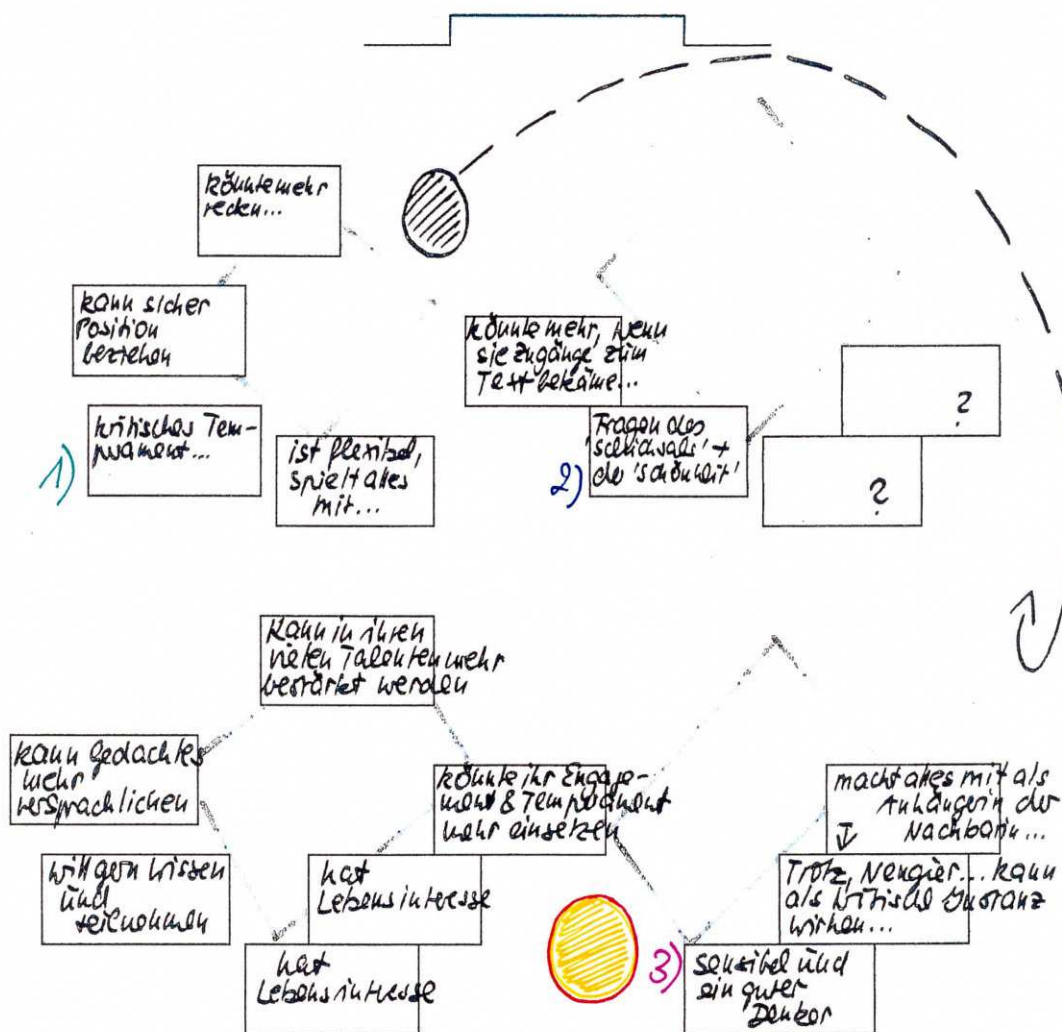 könnte mehr
reden...
kann sicher
Position
beziehen
kritisches Tem-
perament...
1)
ist flexibel,
spielt alles
mit...
könnte mehr, wenn
sie Zugänge zum
Text bekäme...
Fragen des
'Schicksals' +
der 'Schönheit'
2)
?
?
Kann in ihren
vielen Talenten mehr
bestärkt werden
kann Gedachtes
mehr
versprachlichen
will gern wissen
und
teilnehmen
hat
Lebensinteresse
hat
Lebensinteresse
könnte ihr Engage-
ment & Temperament
mehr einsetzen
macht alles mit als
Anhängerin der
Nachbarin...
Trotz, Neugier... kann
als kritische Instanz
wirken...
3)
sensibel und
ein guter
Denker